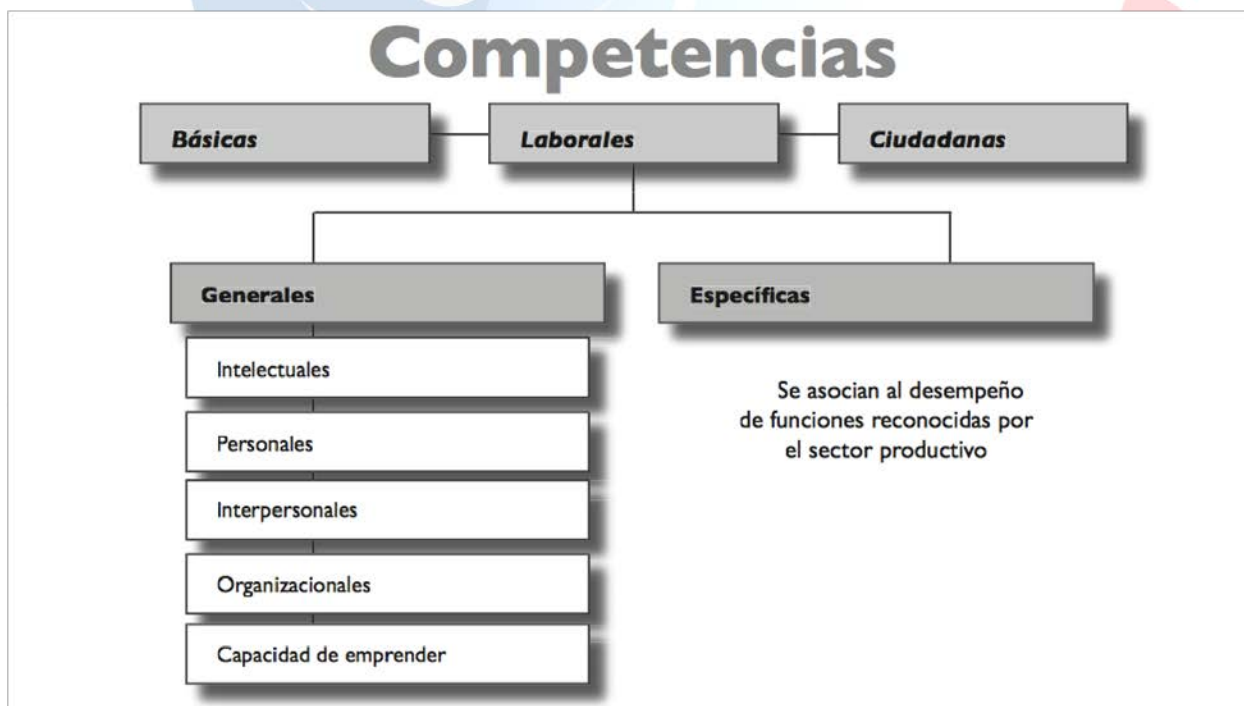 Competencias
Básicas
Laborales
Ciudadanas
Generales
Específicas
Intelectuales
Personales
Interpersonales
Organizacionales
Capacidad de emprender
Se asocian al desempeño
de funciones reconocidas por
el sector productivo